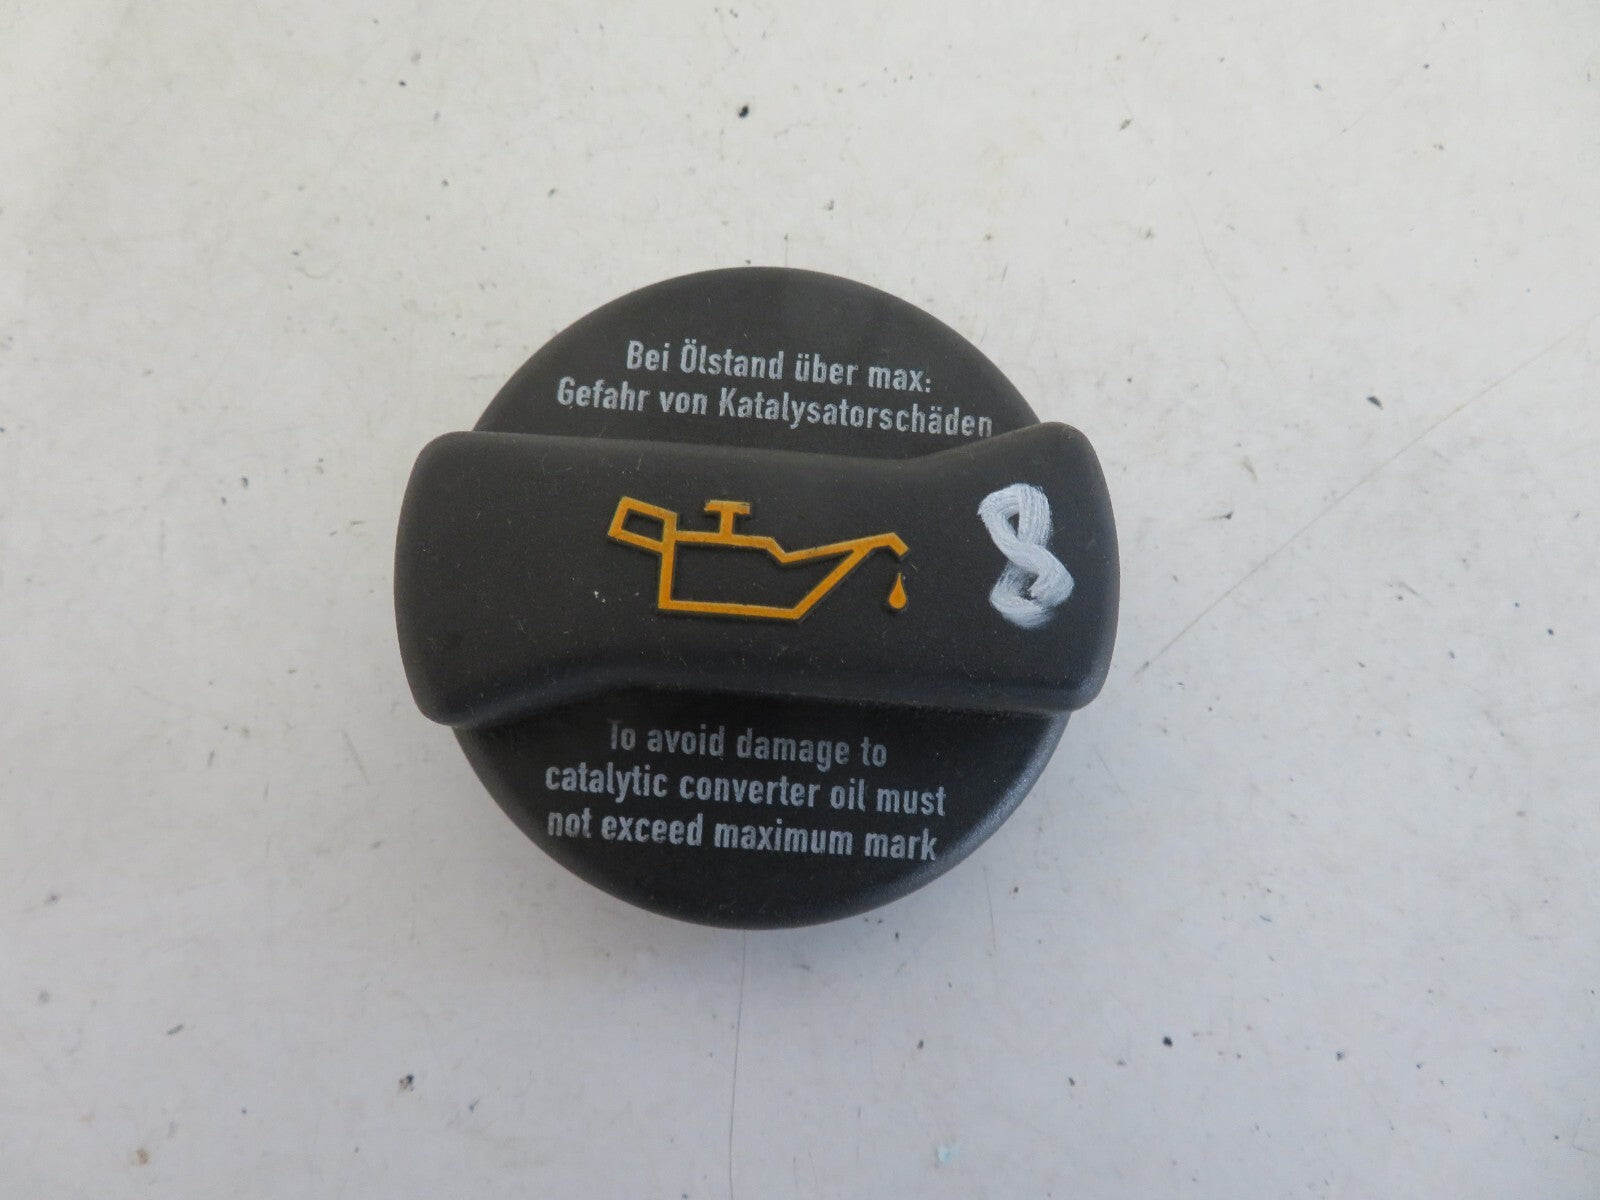 Bei Ölstand über max:
Gefahr von Katalysatorschäden
8
To avoid damage to
catalytic converter oil must
not exceed maximum mark